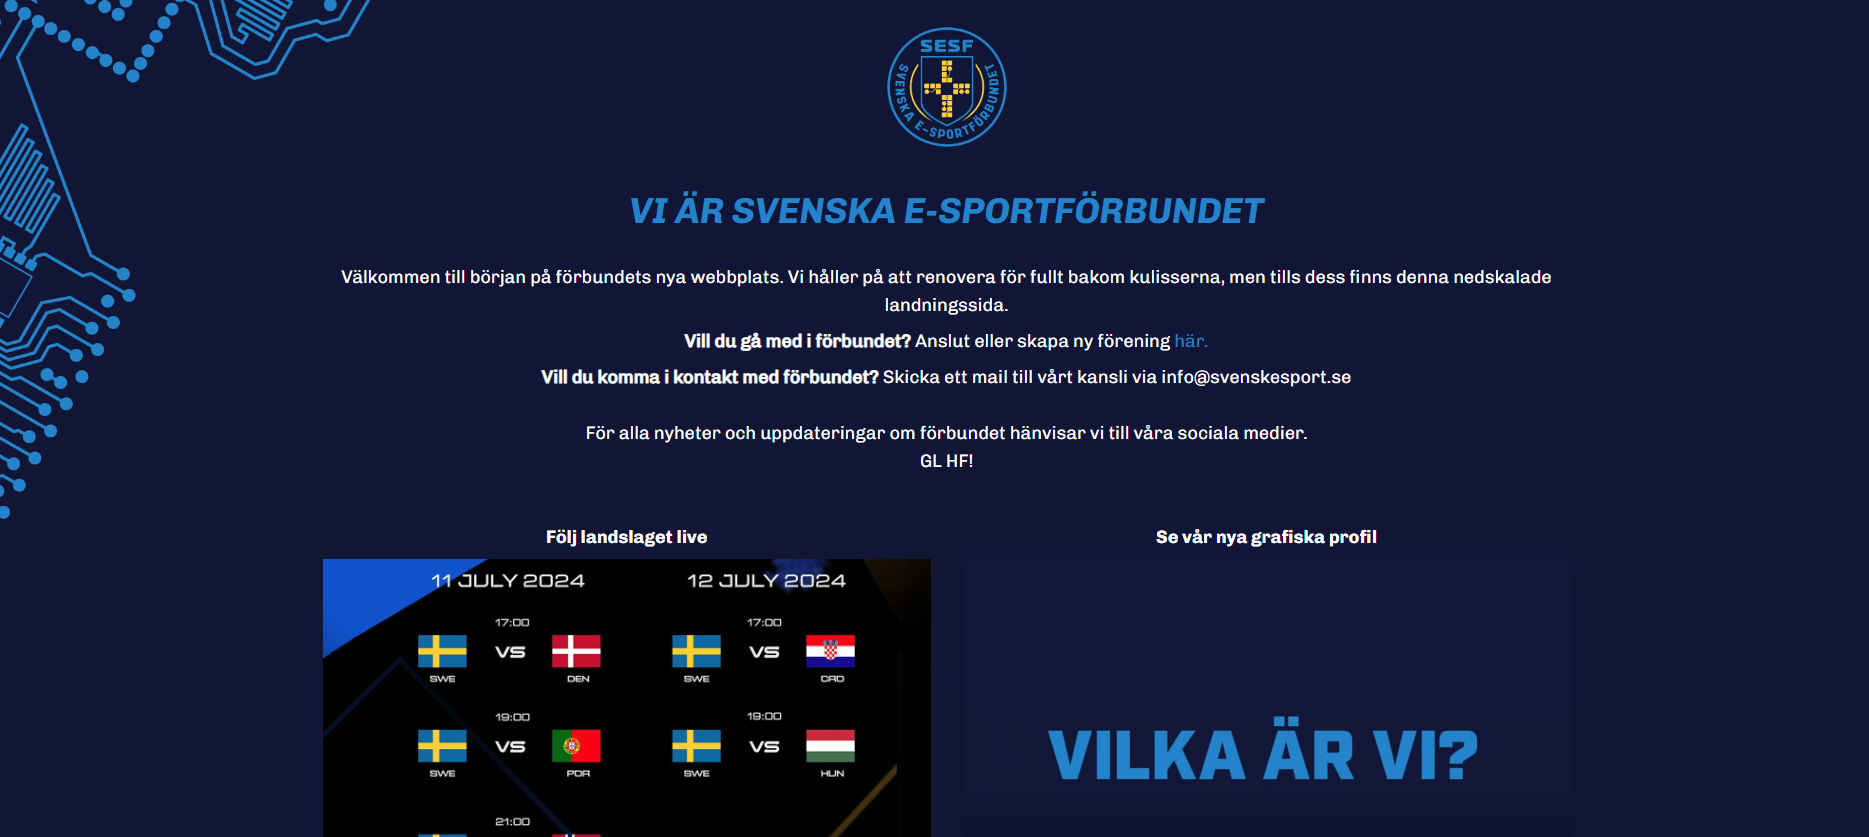 SESF
SVENSKA E-SPORTFÖRBUNDET
VI ÄR SVENSKA E-SPORTFÖRBUNDET
Välkommen till början på förbundets nya webbplats. Vi håller på att renovera för fullt bakom kulisserna, men tills dess finns denna nedskalade
landningssida.
Vill du gå med i förbundet? Anslut eller skapa ny förening här.
Vill du komma i kontakt med förbundet? Skicka ett mail till vårt kansli via info@svenskesport.se
För alla nyheter och uppdateringar om förbundet hänvisar vi till våra sociala medier.
GL HF!
Följ landslaget live
11 JULY 2024
17:00
VS
SWE
DEN
19:00
VS
SWE
POR
21:00
12 JULY 2024
17:00
VS
SWE
CRO
19:00
VS
SWE
HUN
Se vår nya grafiska profil
VILKA ÄR VI?